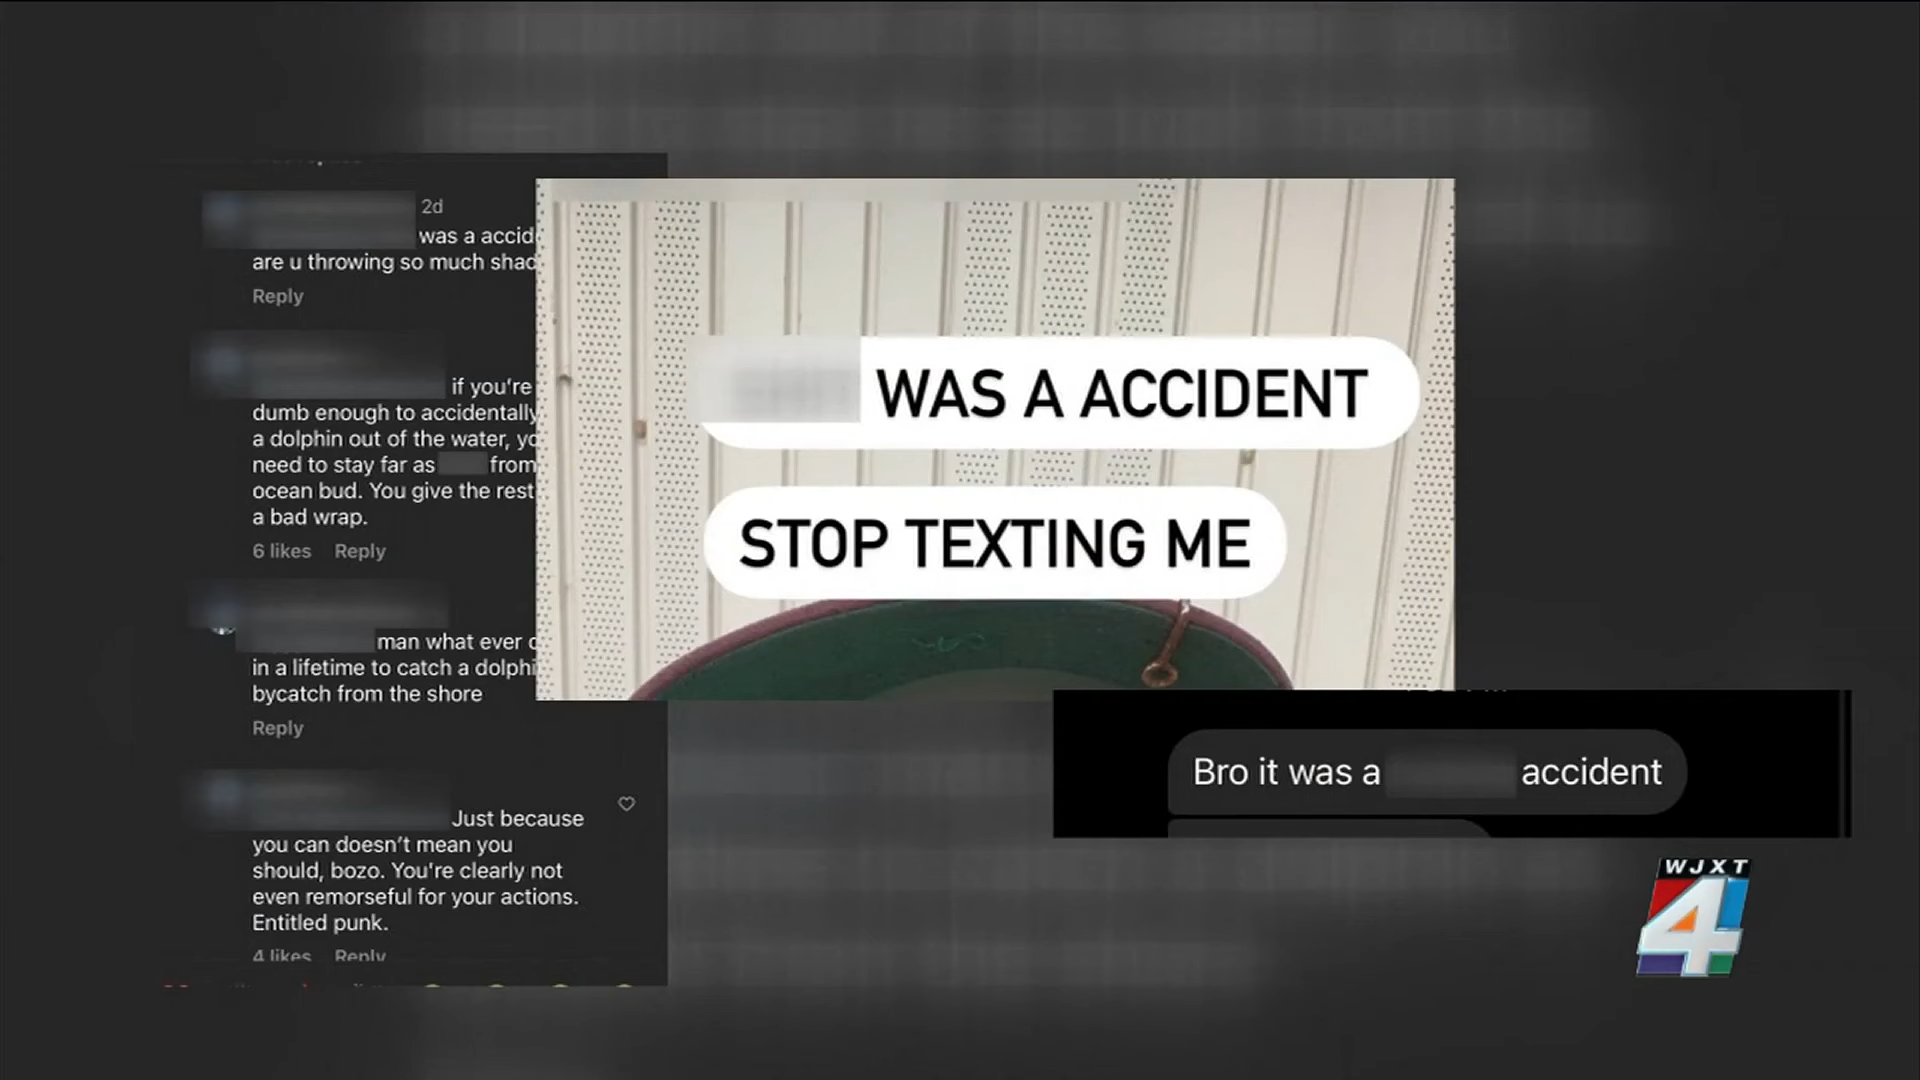 2d
was a accid
are u throwing so much shad
Reply
if you're
dumb enough to accidentally
a dolphin out of the water, yo
need to stay far as from
ocean bud. You give the rest
a bad wrap.
6 likes Reply
man what ever o
in a lifetime to catch a dolphi
bycatch from the shore
Reply
Just because
you can doesn't mean you
should, bozo. You're clearly not
even remorseful for your actions.
Entitled punk.
4 likes Reply
WAS A ACCIDENT
STOP TEXTING ME
Bro it was a accident
WJXT
4